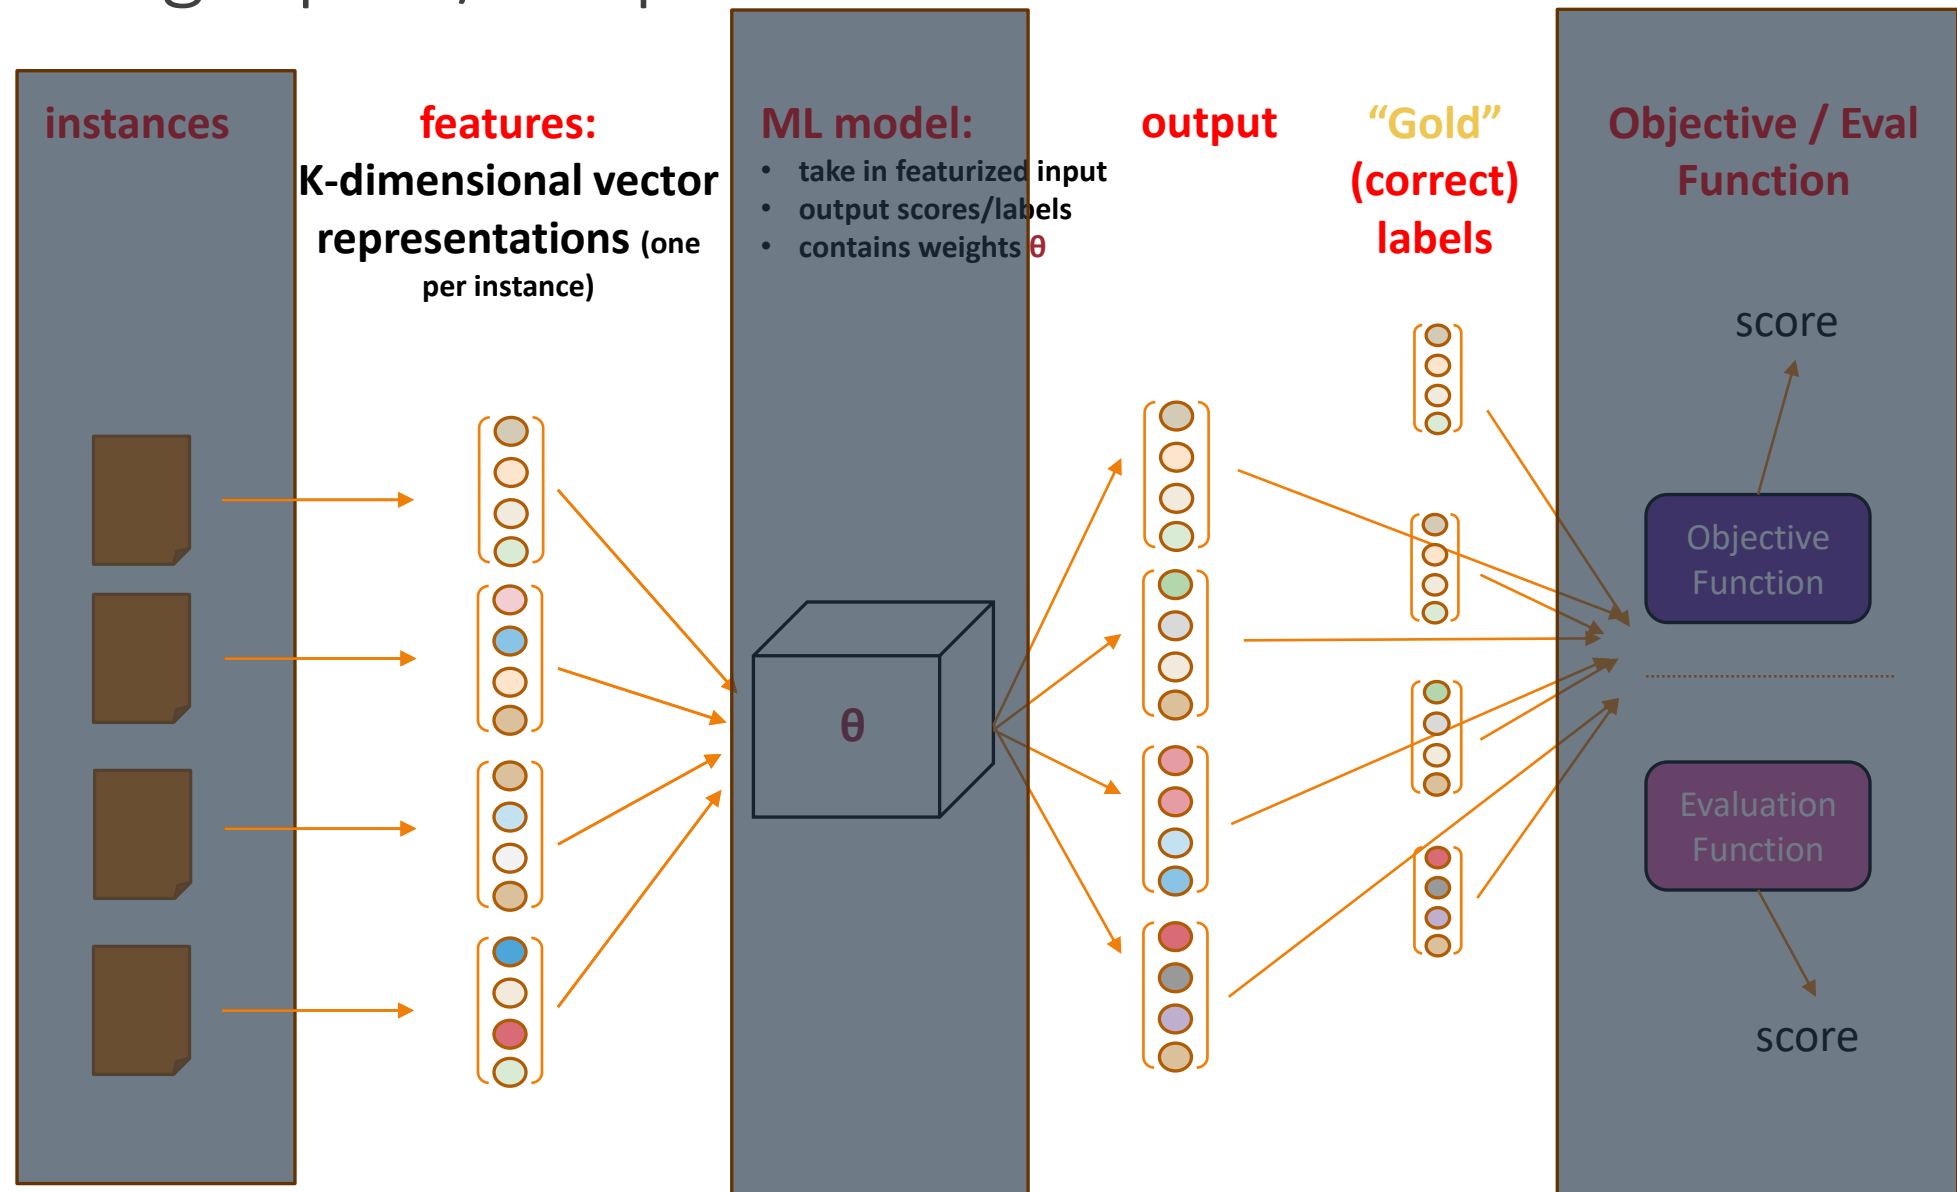 instances
features:
K-dimensional vector
representations (one
per instance)
ML model:
• take in featurized input
• output scores/labels
• contains weights θ
output
“Gold”
(correct)
labels
Objective / Eval
Function
score
Objective
Function
θ
Evaluation
Function
score